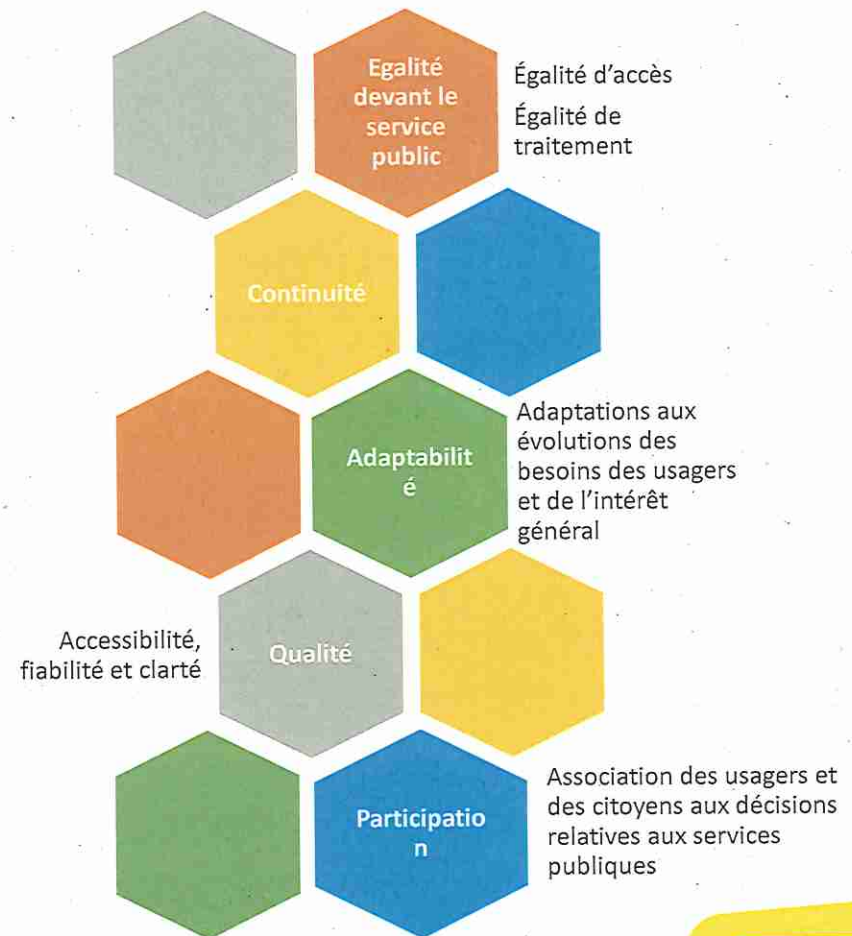 Egalité
devant le
service
public
Égalité d’accès
Égalité de
traitement
Continuité
Adaptabilit
é
Adaptations aux
évolutions des
besoins des usagers
et de l’intérêt
général
Accessibilité,
fiabilité et clarté
Qualité
Participatio
n
Association des usagers et
des citoyens aux décisions
relatives aux services
publiques